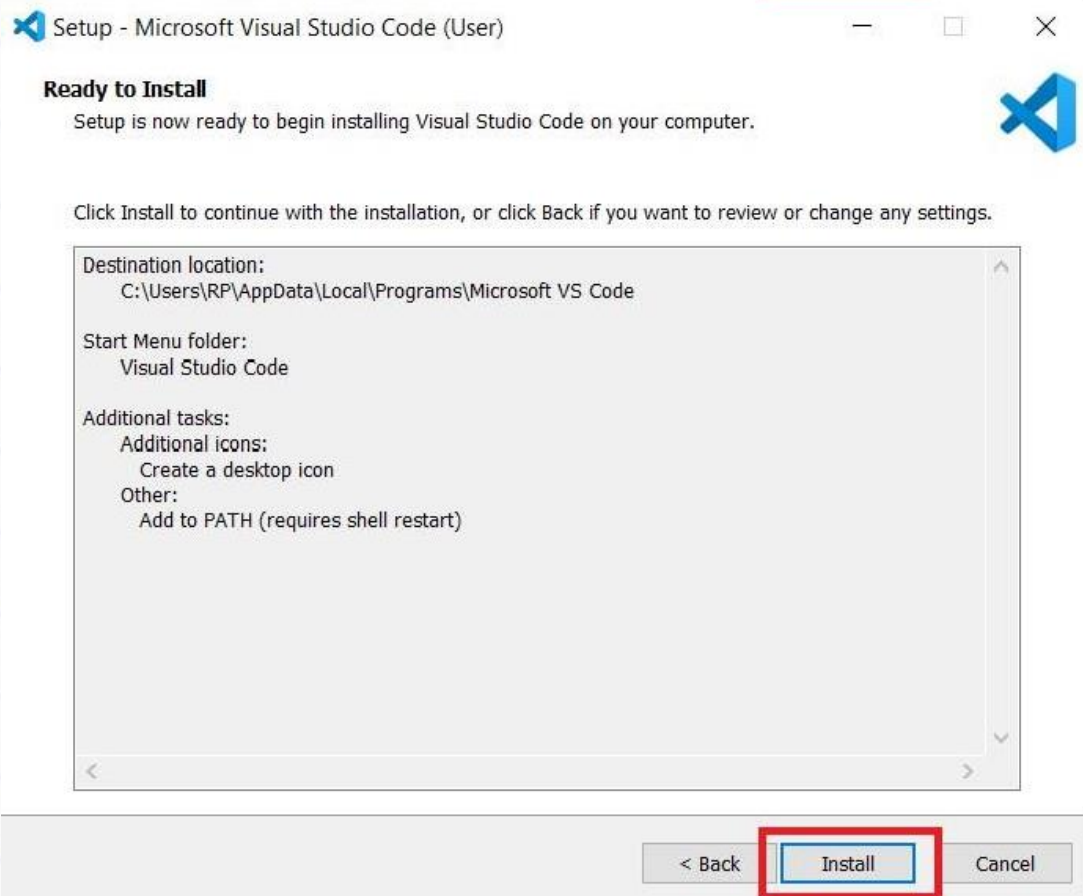 Setup - Microsoft Visual Studio Code (User)
Ready to Install
Setup is now ready to begin installing Visual Studio Code on your computer.
Click Install to continue with the installation, or click Back if you want to review or change any settings.
Destination location:
C:\Users\RP\AppData\Local\Programs\Microsoft VS Code
Start Menu folder:
Visual Studio Code
Additional tasks:
Additional icons:
Create a desktop icon
Other:
Add to PATH (requires shell restart)
< Back Install Cancel